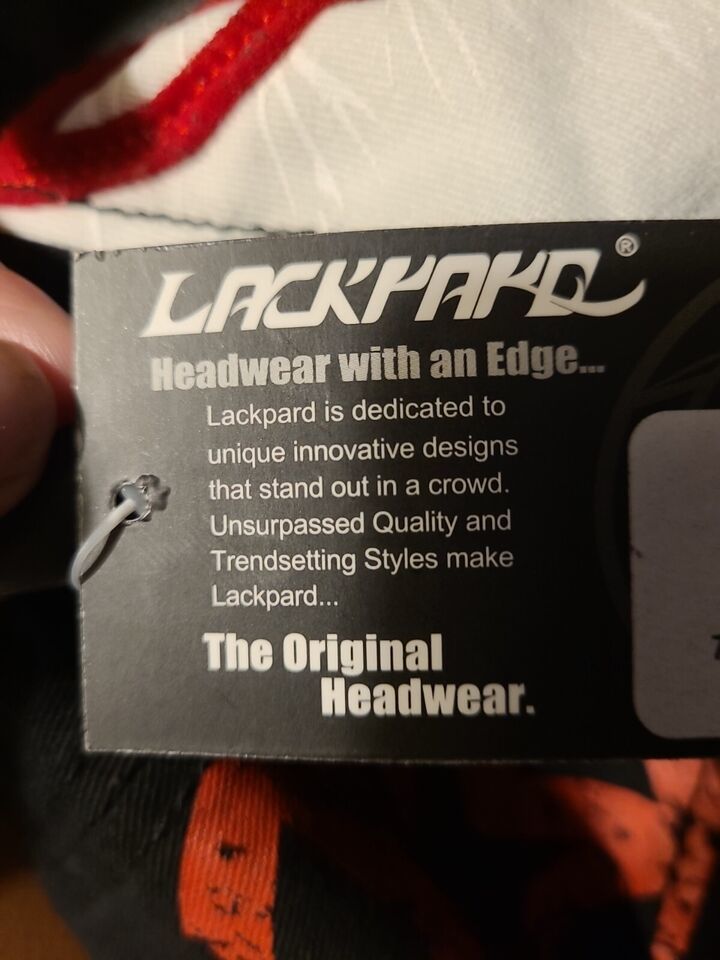 LACKPARD®
Headwear with an Edge...
Lackpard is dedicated to
unique innovative designs
that stand out in a crowd.
Unsurpassed Quality and
Trendsetting Styles make
Lackpard...
The Original
Headwear.